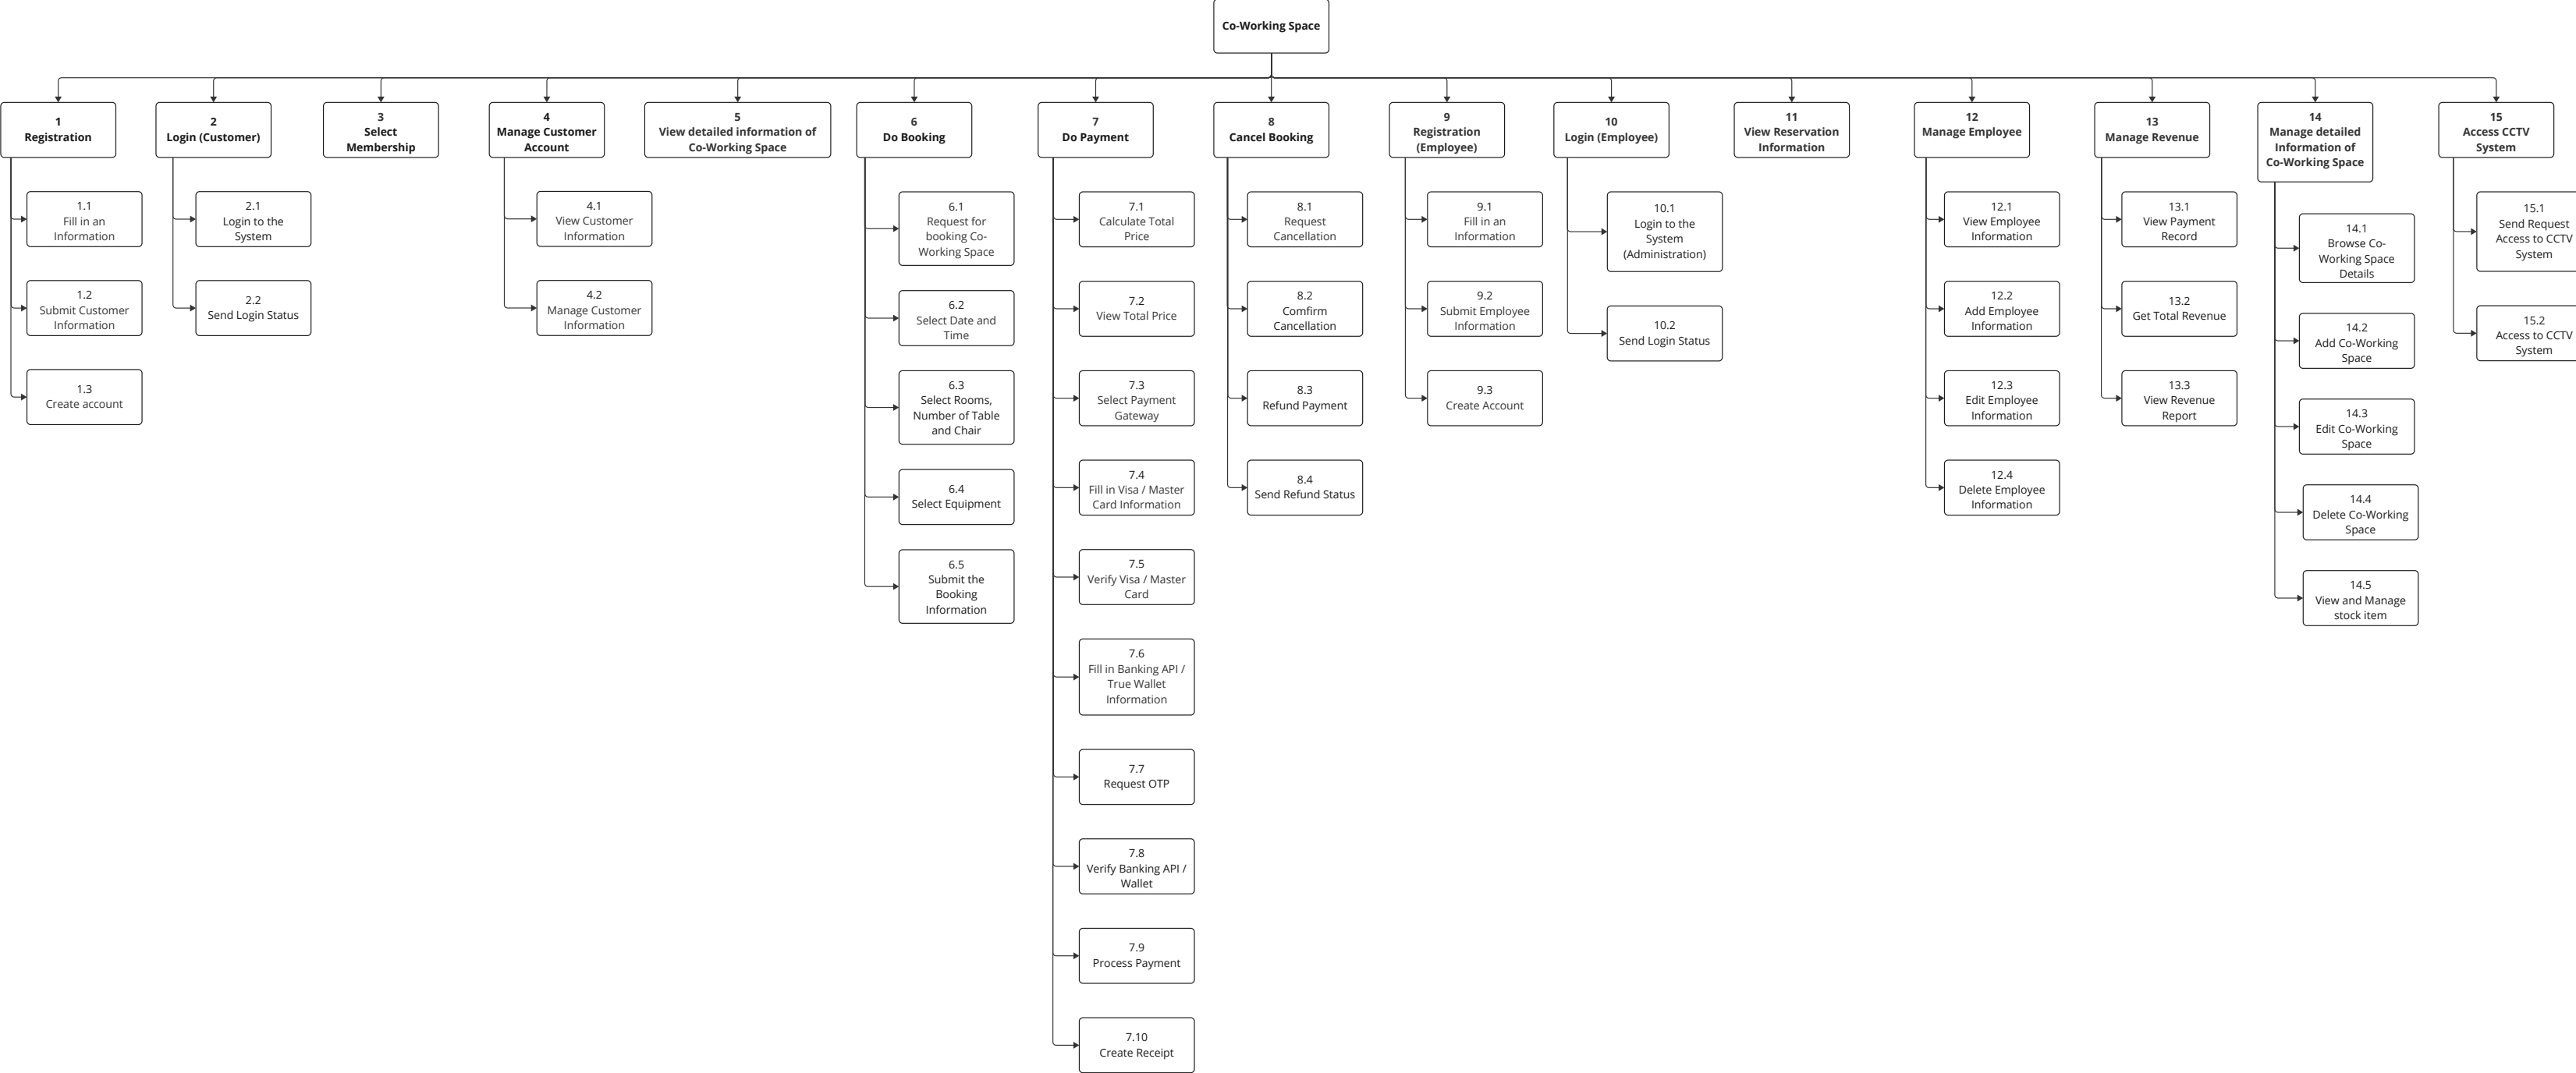 Co-Working Space
1
Registration
2
Login (Customer)
3
Select
Membership
4
Manage Customer
Account
5
View detailed information of
Co-Working Space
6
Do Booking
7
Do Payment
8
Cancel Booking
9
Registration
(Employee)
10
Login (Employee)
11
View Reservation
Information
12
Manage Employee
13
Manage Revenue
14
Manage detailed
Information of
Co-Working Space
15
Access CCTV
System
1.1
Fill in an
Information
1.2
Submit Customer
Information
1.3
Create account
2.1
Login to the
System
2.2
Send Login Status
4.1
View Customer
Information
4.2
Manage Customer
Information
6.1
Request for
booking Co-
Working Space
6.2
Select Date and
Time
6.3
Select Rooms,
Number of Table
and Chair
6.4
Select Equipment
6.5
Submit the
Booking
Information
7.1
Calculate Total
Price
7.2
View Total Price
7.3
Select Payment
Gateway
7.4
Fill in Visa / Master
Card Information
7.5
Verify Visa / Master
Card
7.6
Fill in Banking API /
True Wallet
Information
7.7
Request OTP
7.8
Verify Banking API /
Wallet
7.9
Process Payment
7.10
Create Receipt
8.1
Request
Cancellation
8.2
Comfirm
Cancellation
8.3
Refund Payment
8.4
Send Refund Status
9.1
Fill in an
Information
9.2
Submit Employee
Information
9.3
Create Account
10.1
Login to the
System
(Administration)
10.2
Send Login Status
12.1
View Employee
Information
12.2
Add Employee
Information
12.3
Edit Employee
Information
12.4
Delete Employee
Information
13.1
View Payment
Record
13.2
Get Total Revenue
13.3
View Revenue
Report
14.1
Browse Co-
Working Space
Details
14.2
Add Co-Working
Space
14.3
Edit Co-Working
Space
14.4
Delete Co-Working
Space
14.5
View and Manage
stock item
15.1
Send Request
Access to CCTV
System
15.2
Access to CCTV
System